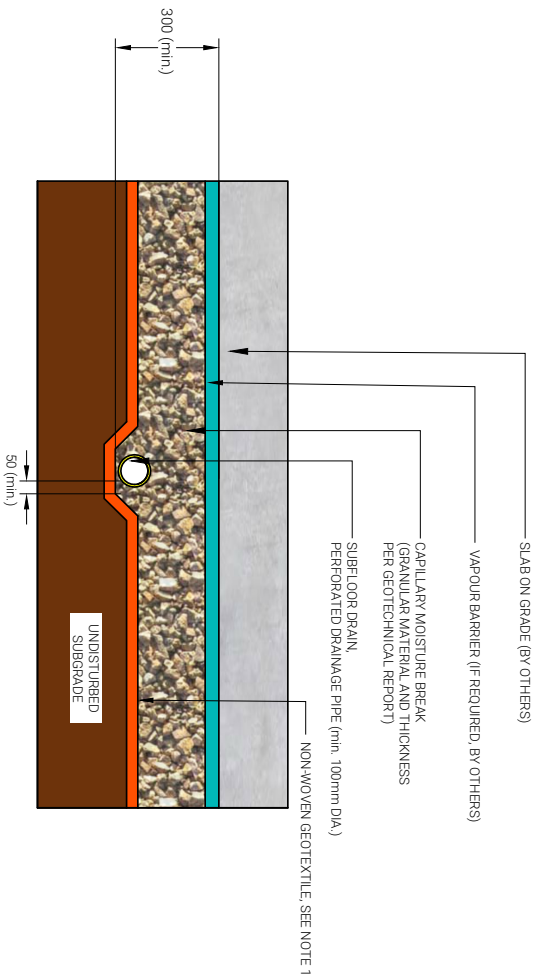 SLAB ON GRADE (BY OTHERS)
VAPOUR BARRIER (IF REQUIRED, BY OTHERS)
CAPILLARY MOISTURE BREAK
(GRANULAR MATERIAL AND THICKNESS
PER GEOTECHNICAL REPORT)
SUBFLOOR DRAIN,
PERFORATED DRAINAGE PIPE (min. 100mm DIA.)
NON-WOVEN GEOTEXTILE, SEE NOTE 1
300 (min.)
50 (min.)
UNDISTURBED
SUBGRADE